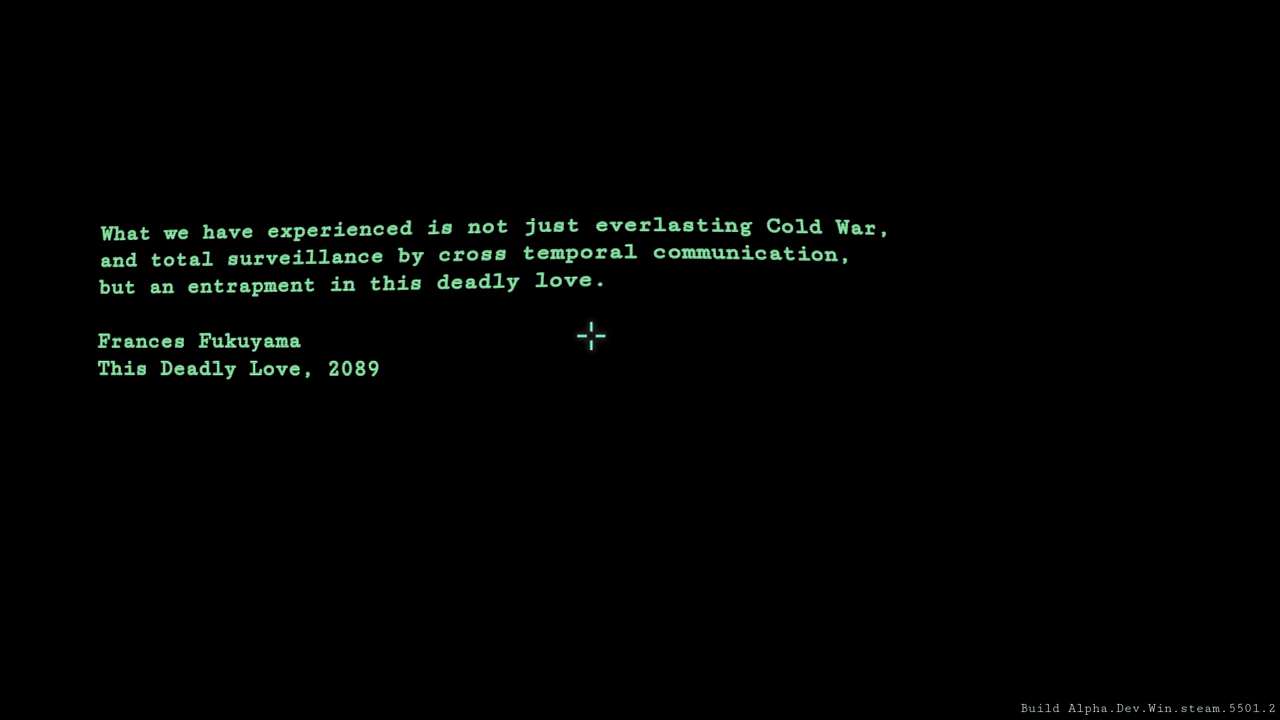 What we have experienced is not just everlasting Cold War,
and total surveillance by cross temporal communication,
but an entrapment in this deadly love.
Frances Fukuyama
This Deadly Love, 2089
Build Alpha.Dev.Win.steam.5501.2